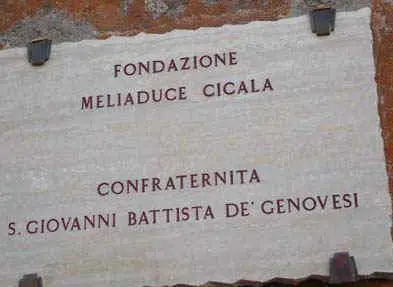 FONDAZIONE
MELIADUCE CICALA
CONFRATERNITA
S. GIOVANNI BATTISTA DE' GENOVESI